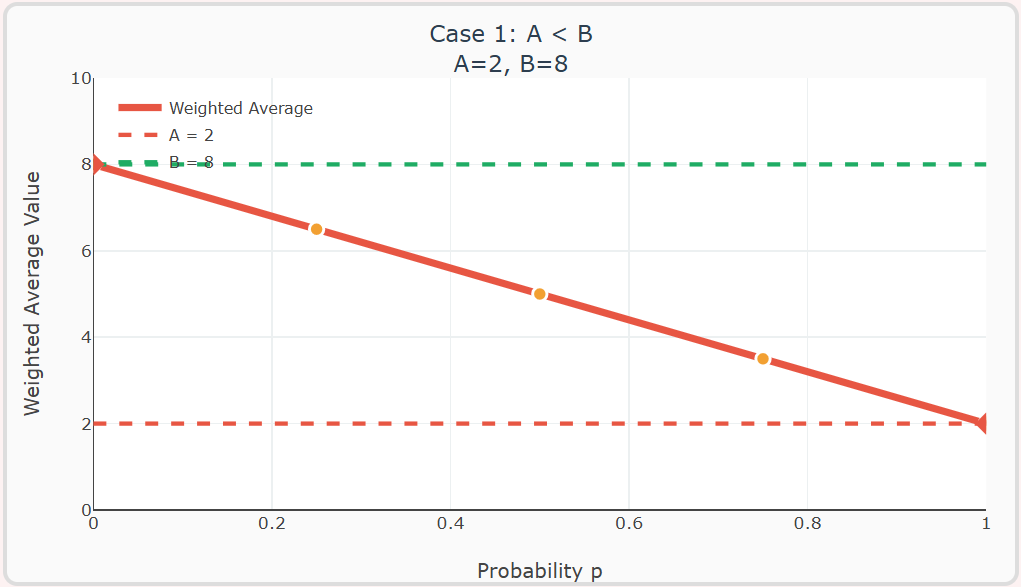 Case 1: A < B
A=2, B=8
Weighted Average
A = 2
B = 8
Weighted Average Value
10
8
6
4
2
0
0 0.2 0.4 0.6 0.8 1
Probability p